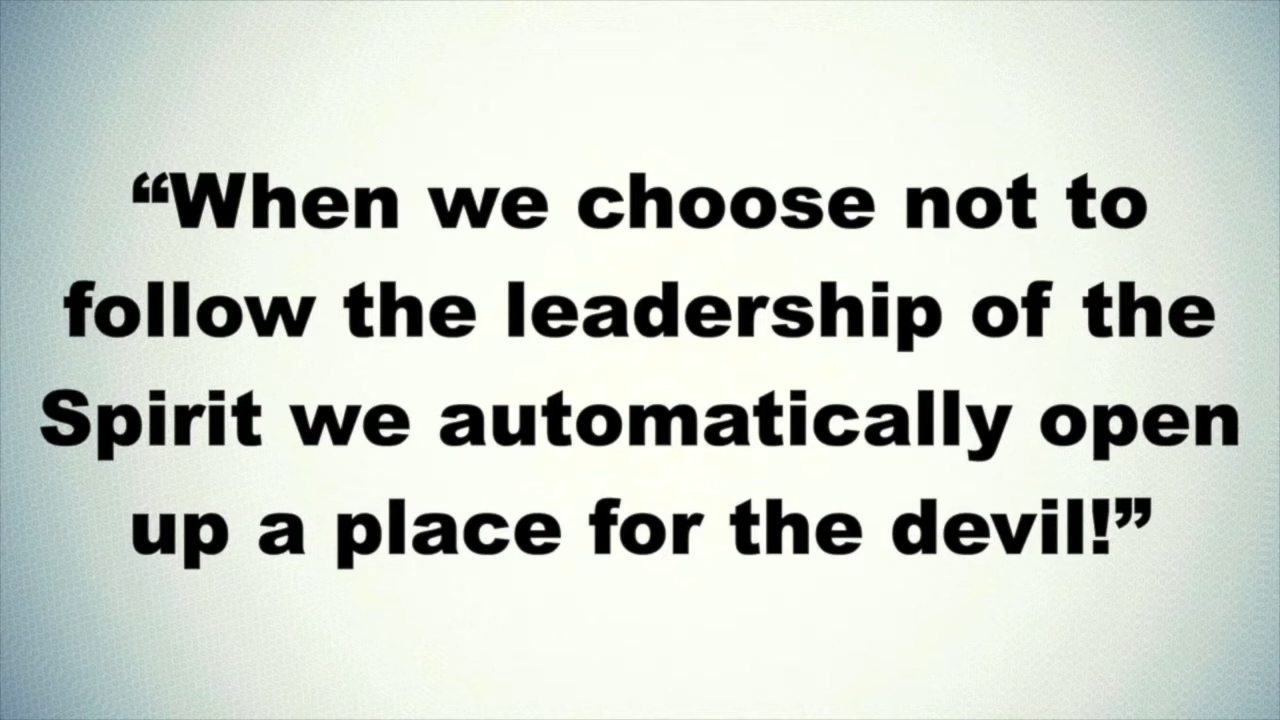 “When we choose not to
follow the leadership of the
Spirit we automatically open
up a place for the devil!”